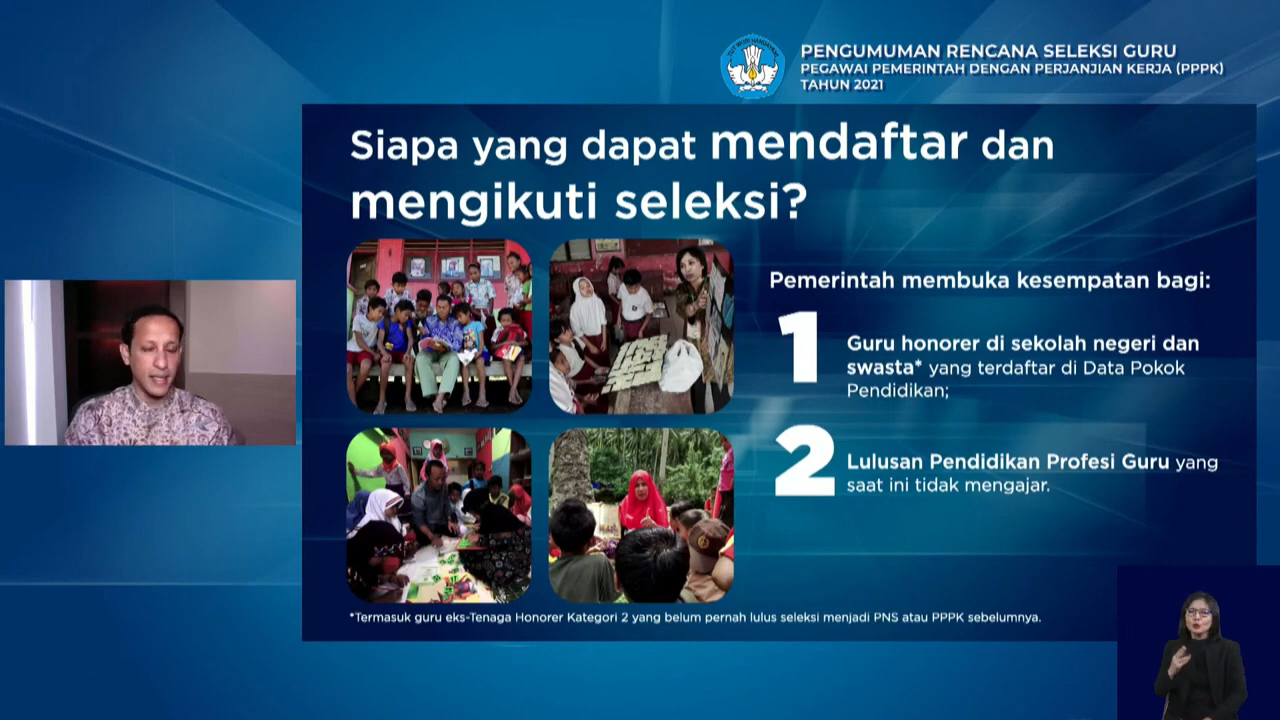 TUT WURI HANDAYANI
PENGUMUMAN RENCANA SELEKSI GURU
PEGAWAI PEMERINTAH DENGAN PERJANJIAN KERJA (PPPK)
TAHUN 2021
Siapa yang dapat mendaftar dan
mengikuti seleksi?
Pemerintah membuka kesempatan bagi:
1
Guru honorer di sekolah negeri dan
swasta* yang terdaftar di Data Pokok
Pendidikan;
2
Lulusan Pendidikan Profesi Guru yang
saat ini tidak mengajar.
*Termasuk guru eks-Tenaga Honorer Kategori 2 yang belum pernah lulus seleksi menjadi PNS atau PPPK sebelumnya.